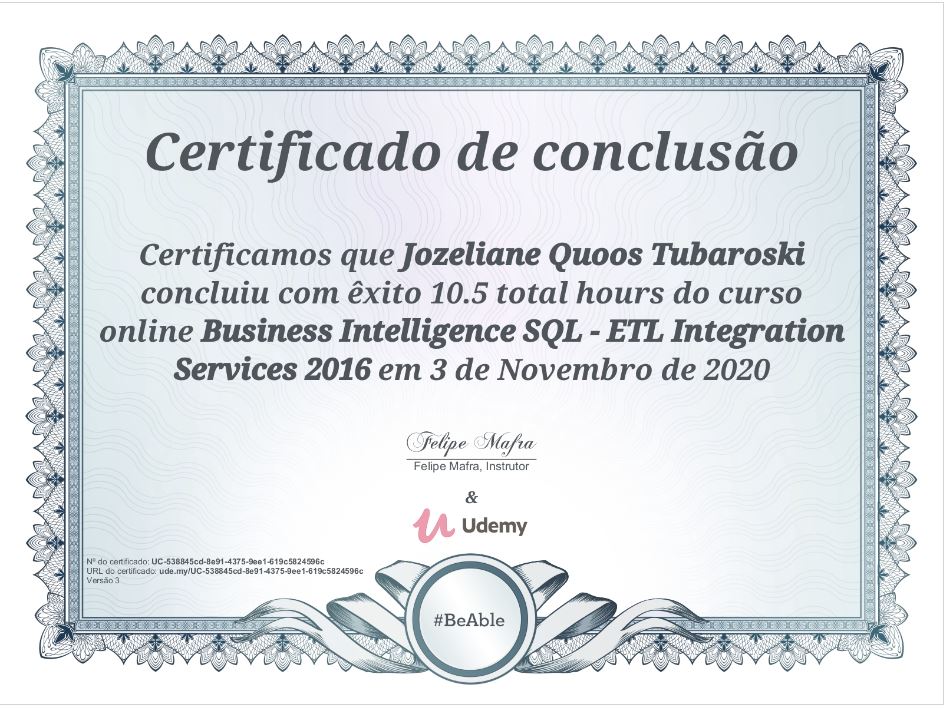 Certificado de conclusão
Certificamos que Jozeliane Quoos Tubaroski
concluiu com êxito 10.5 total hours do curso
online Business Intelligence SQL - ETL Integration
Services 2016 em 3 de Novembro de 2020
Felipe Mafra
Felipe Mafra, Instrutor
&
Udemy
Nº do certificado: UC-538845cd-8e91-4375-9ee1-619c5824596c
URL do certificado: ude.my/UC-538845cd-8e91-4375-9ee1-619c5824596c
Versão 3
#BeAble